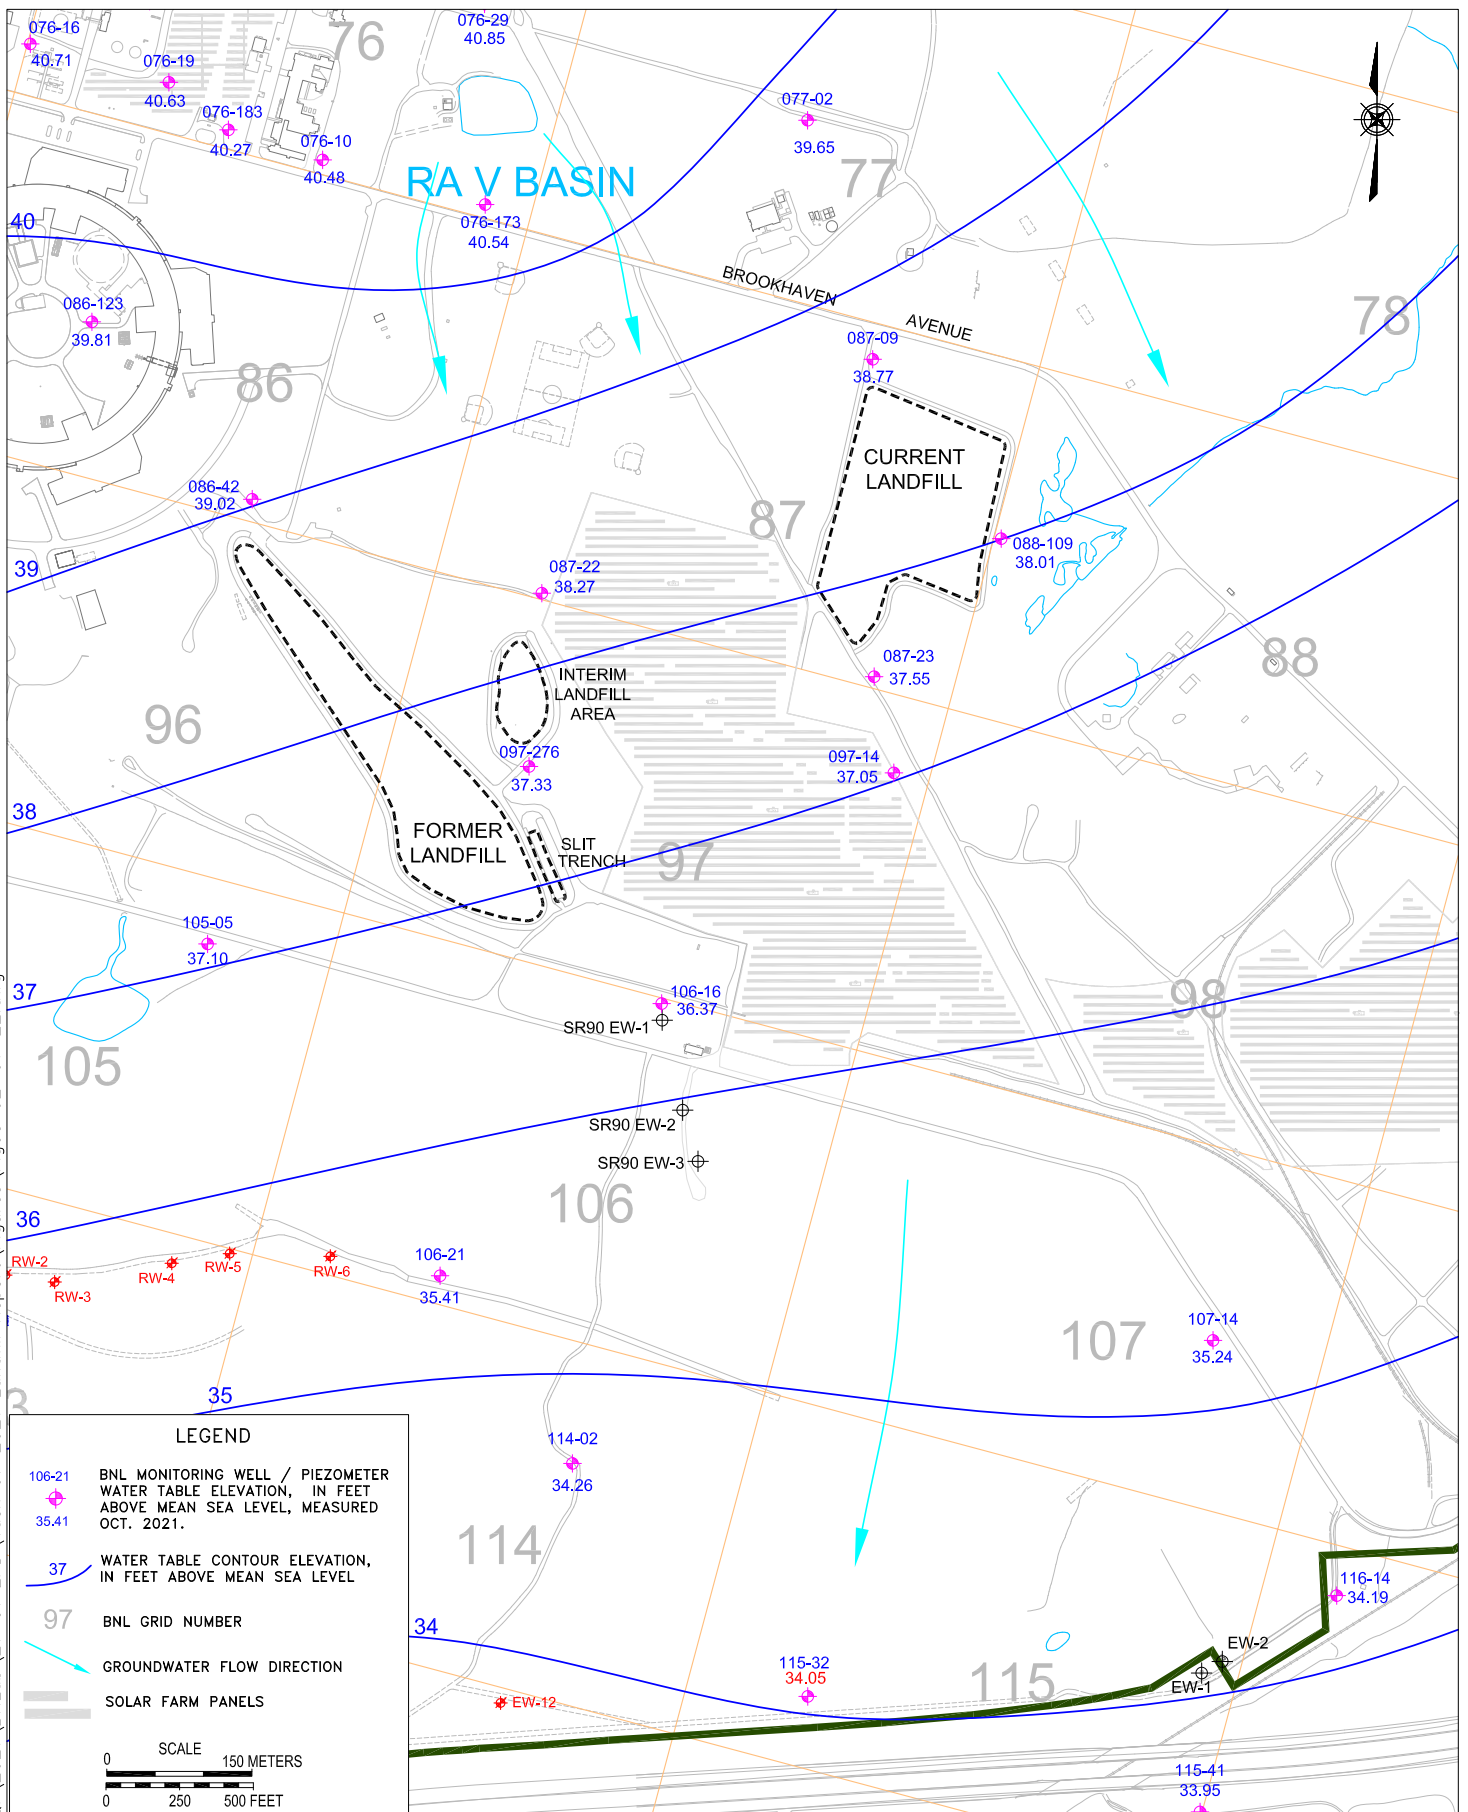 076-16
40.71
076-19
40.63
076-183
40.27
076-10
40.48
76
076-29
40.85
077-02
39.65
77
RA V BASIN
076-173
40.54
40
086-123
39.81
86
BROOKHAVEN
AVENUE
78
087-09
38.77
CURRENT
LANDFILL
086-42
39.02
87
088-109
38.01
39
087-22
38.27
087-23
37.55
88
INTERIM
LANDFILL
AREA
96
097-276
37.33
097-14
37.05
38
FORMER
LANDFILL
SLIT
TRENCH
97
105-05
37.10
37
106-16
36.37
SR90 EW-1
98
105
SR90 EW-2
SR90 EW-3
106
36
RW-2
RW-3
RW-4
RW-5
RW-6
106-21
35.41
107
107-14
35.24
35
3
114-02
34.26
114
34
116-14
34.19
EW-2
EW-1
115
115-32
34.05
EW-12
115-41
33.95
LEGEND
106-21
35.41
BNL MONITORING WELL / PIEZOMETER
WATER TABLE ELEVATION, IN FEET
ABOVE MEAN SEA LEVEL, MEASURED
OCT. 2021.
37
WATER TABLE CONTOUR ELEVATION,
IN FEET ABOVE MEAN SEA LEVEL
97
BNL GRID NUMBER
GROUNDWATER FLOW DIRECTION
SOLAR FARM PANELS
SCALE
0 150 METERS
0 250 500 FEET